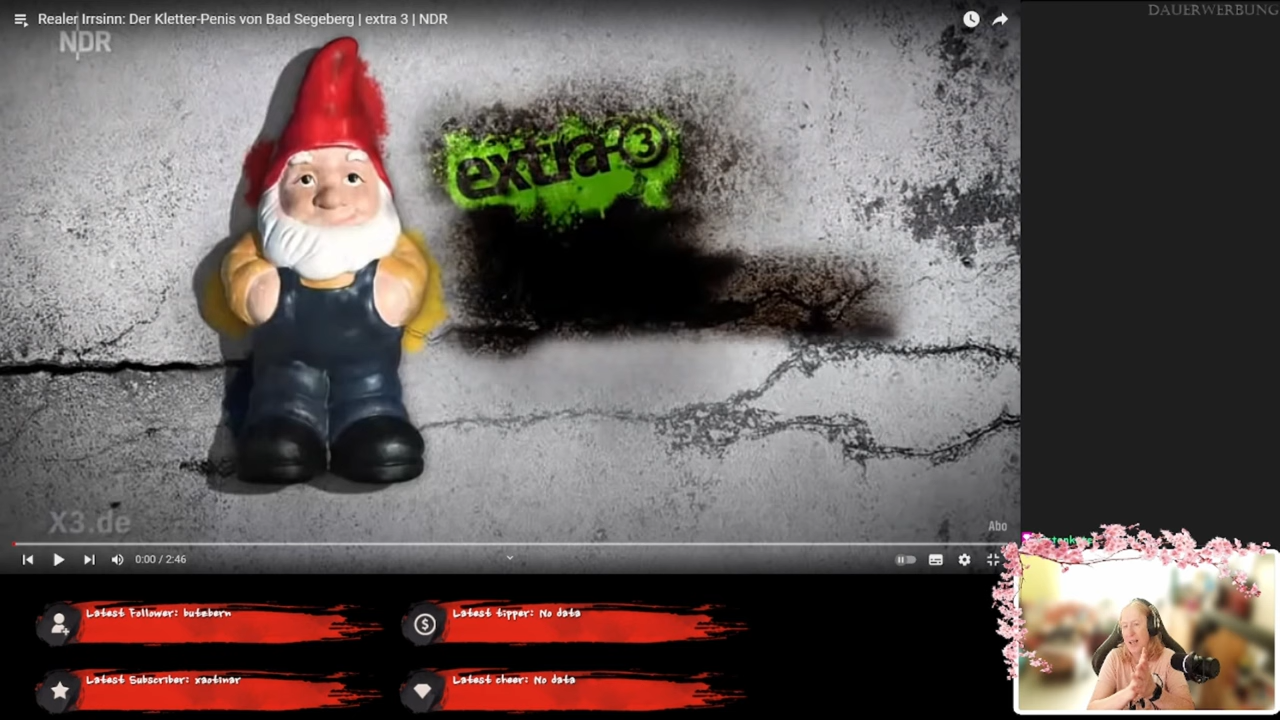 Realer Irrsinn: Der Kletter-Penis von Bad Segeberg | extra 3 | NDR
DAUERWERBUNG
NDR
extra 3
X3.de
Abo
0:00 / 2:46
Latest Follower: butebern
Latest tipper: No data
Latest Subscriber: xaotinar
Latest cheer: No data